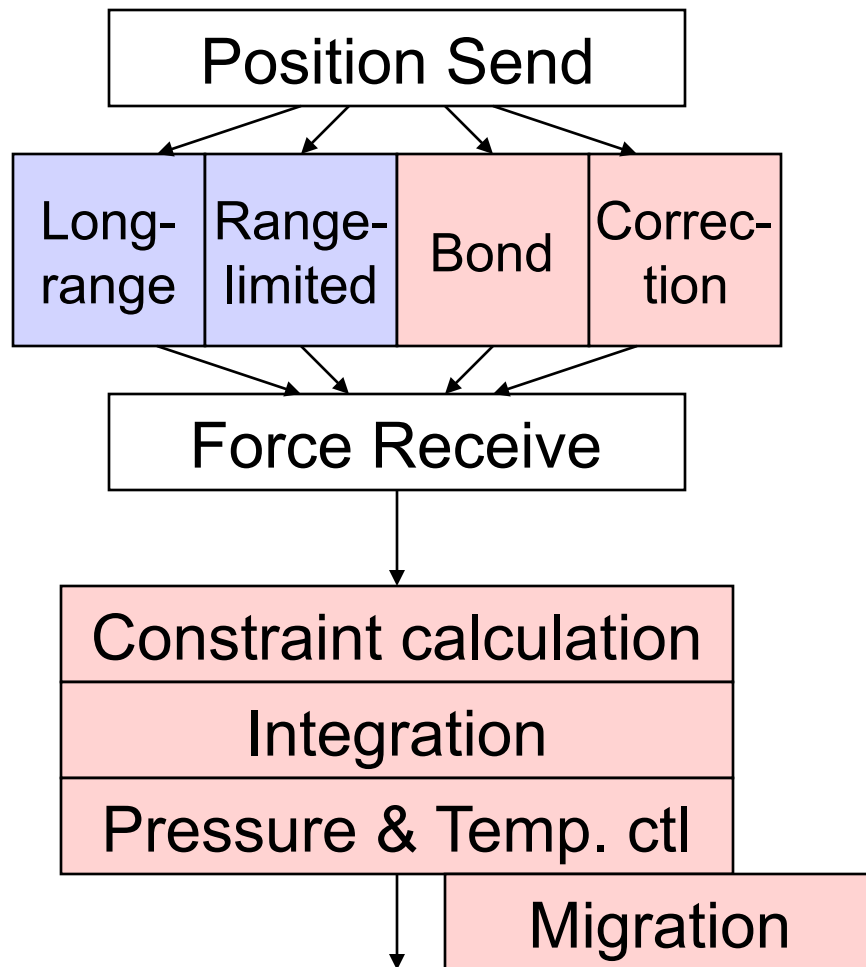 Position Send
Long-
range
Range-
limited
Bond
Correc-
tion
Force Receive
Constraint calculation
Integration
Pressure & Temp. ctl
Migration